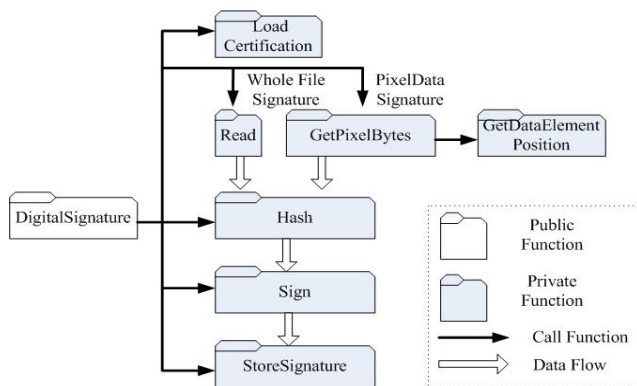 Load
Certification
Whole File
Signature
PixelData
Signature
Read
GetPixelBytes
GetDataElement
Position
DigitalSignature
Hash
Sign
StoreSignature
Public
Function
Private
Function
Call Function
Data Flow